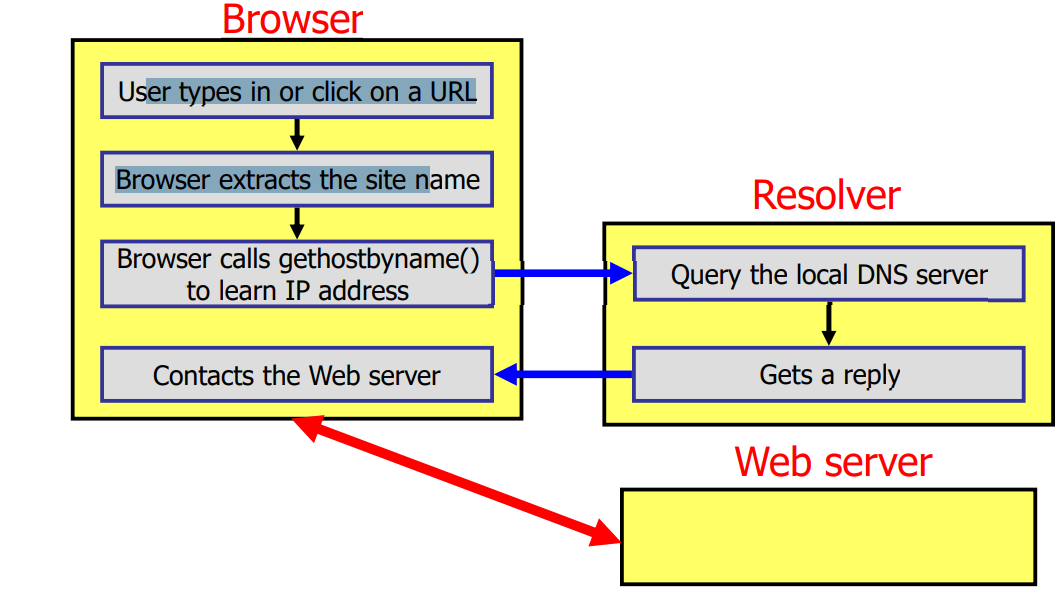 Browser
User types in or click on a URL
Browser extracts the site name
Browser calls gethostbyname()
to learn IP address
Contacts the Web server
Resolver
Query the local DNS server
Gets a reply
Web server